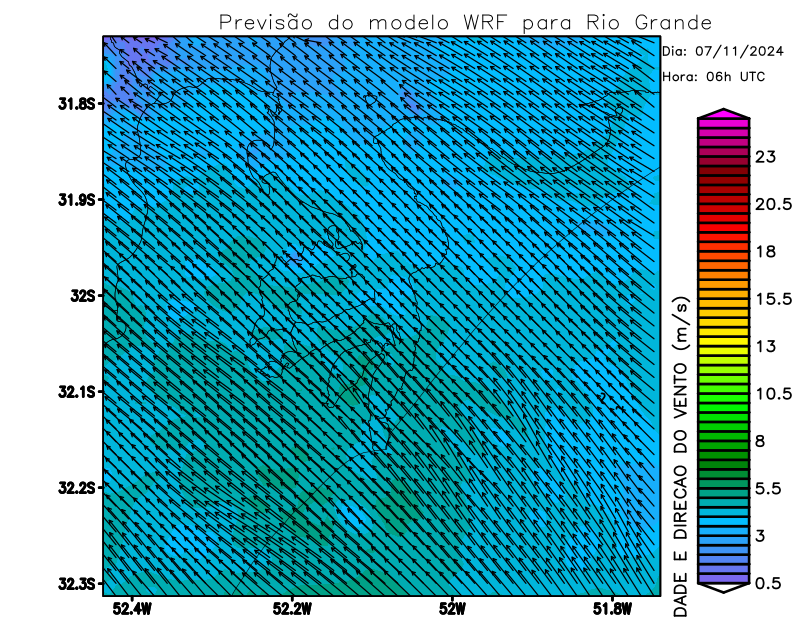 Previsão do modelo WRF para Rio Grande
Dia: 07/11/2024
Hora: 06h UTC
31.8S
31.9S
32S
32.1S
32.2S
32.3S
52.4W
52.2W
52W
51.8W
23
20.5
18
15.5
13
10.5
8
5.5
3
0.5
DADE E DIRECAO DO VENTO (m/s)